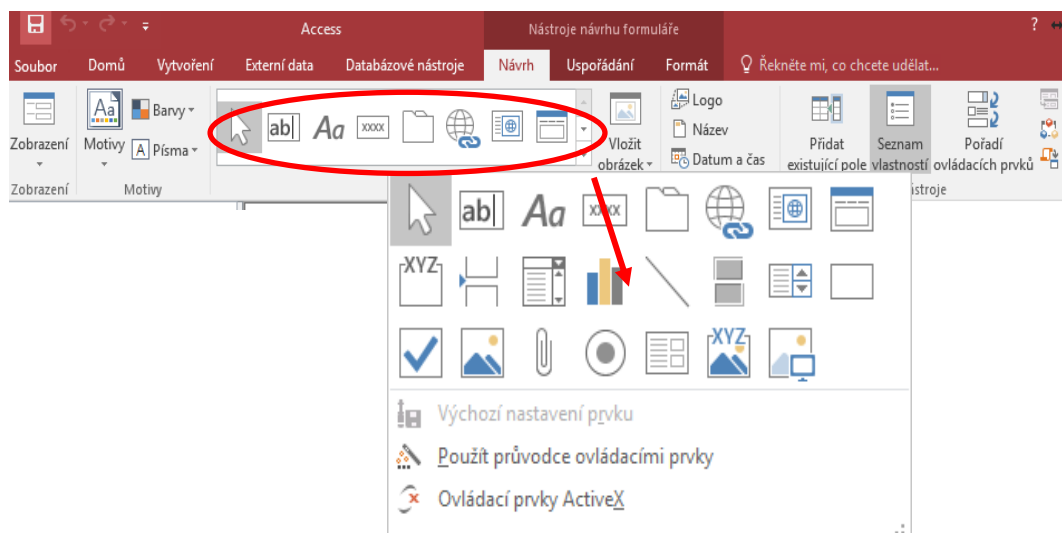 Access
Nástroje návrhu formuláře
?
Soubor Domů Vytvoření Externí data Databázové nástroje Návrh Uspořádání Formát Řekněte mi, co chcete udělat...
Zobrazení
Aa
Motivy
Barvy
A Písma
ab Aa xxxx
Vložit
obrázek
Logo
Název
Datum a čas
Přidat
existující pole
Seznam
vlastností
Pořadí
ovládacích prvků
Zobrazení Motivy
ab Aa xxxx
XYZ
XYZ
Výchozí nastavení prvku
Použít průvodce ovládacími prvky
Ovládací prvky ActiveX